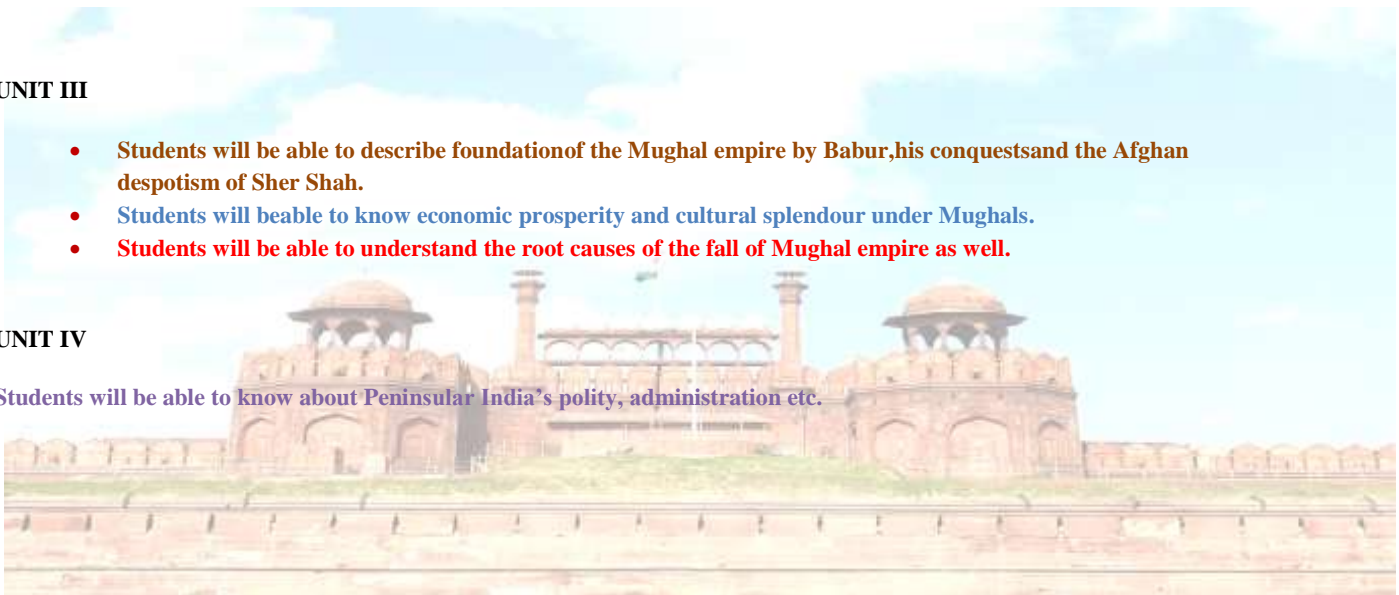 UNIT III
• Students will be able to describe foundationof the Mughal empire by Babur,his conquestsand the Afghan
despotism of Sher Shah.
• Students will beable to know economic prosperity and cultural splendour under Mughals.
• Students will be able to understand the root causes of the fall of Mughal empire as well.
UNIT IV
Students will be able to know about Peninsular India’s polity, administration etc.